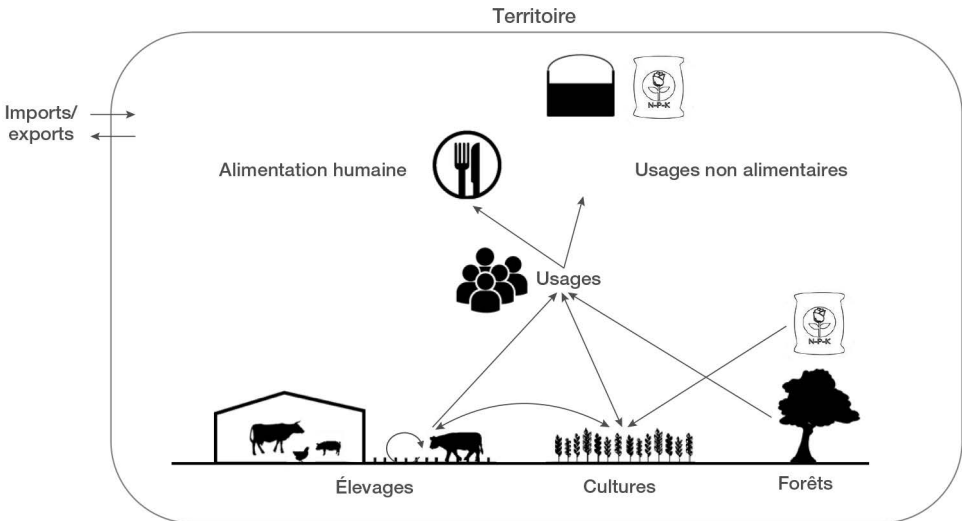 Territoire
Imports/
exports
N-P-K
Alimentation humaine
Usages non alimentaires
Usages
N-P-K
Élevages
Cultures
Forêts